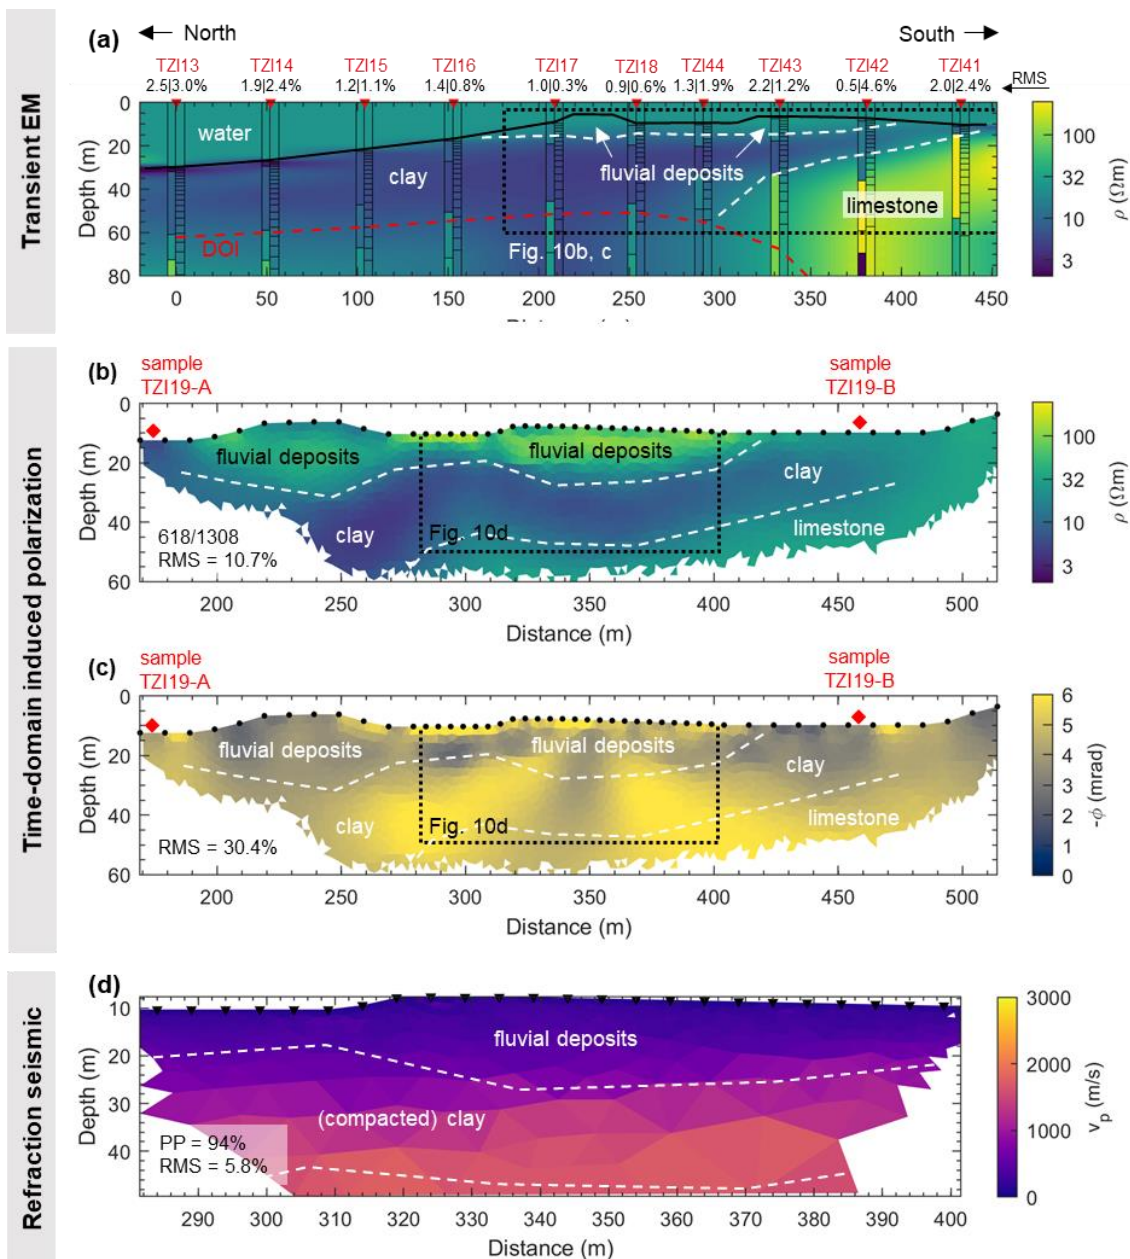 Transient EM
(a)
North
South
TZI13 TZI14 TZI15 TZI16 TZI17 TZI18 TZI44 TZI43 TZI42 TZI41
2.5|3.0% 1.9|2.4% 1.2|1.1% 1.4|0.8% 1.0|0.3% 0.9|0.6% 1.3|1.9% 2.2|1.2% 0.5|4.6% 2.0|2.4%
RMS
0
20
40
60
80
Depth (m)
water
clay
fluvial deposits
limestone
DOI
Fig. 10b, c
0 50 100 150 200 250 300 350 400 450
100
32
10
3
ρ (Ωm)
Time-domain induced polarization
(b)
sample
TZI19-A
sample
TZI19-B
0
20
40
60
Depth (m)
fluvial deposits
fluvial deposits
clay
clay
Fig. 10d
limestone
618/1308
RMS = 10.7%
200 250 300 350 400 450 500
Distance (m)
100
32
10
3
ρ (Ωm)
(c)
sample
TZI19-A
sample
TZI19-B
0
20
40
60
Depth (m)
fluvial deposits
fluvial deposits
clay
clay
Fig. 10d
limestone
RMS = 30.4%
200 250 300 350 400 450 500
Distance (m)
6
5
4
3
2
1
0
-ϕ (mrad)
Refraction seismic
(d)
10
20
30
40
Depth (m)
fluvial deposits
(compacted) clay
PP = 94%
RMS = 5.8%
290 300 310 320 330 340 350 360 370 380 390 400
Distance (m)
3000
2000
1000
0
vₚ (m/s)